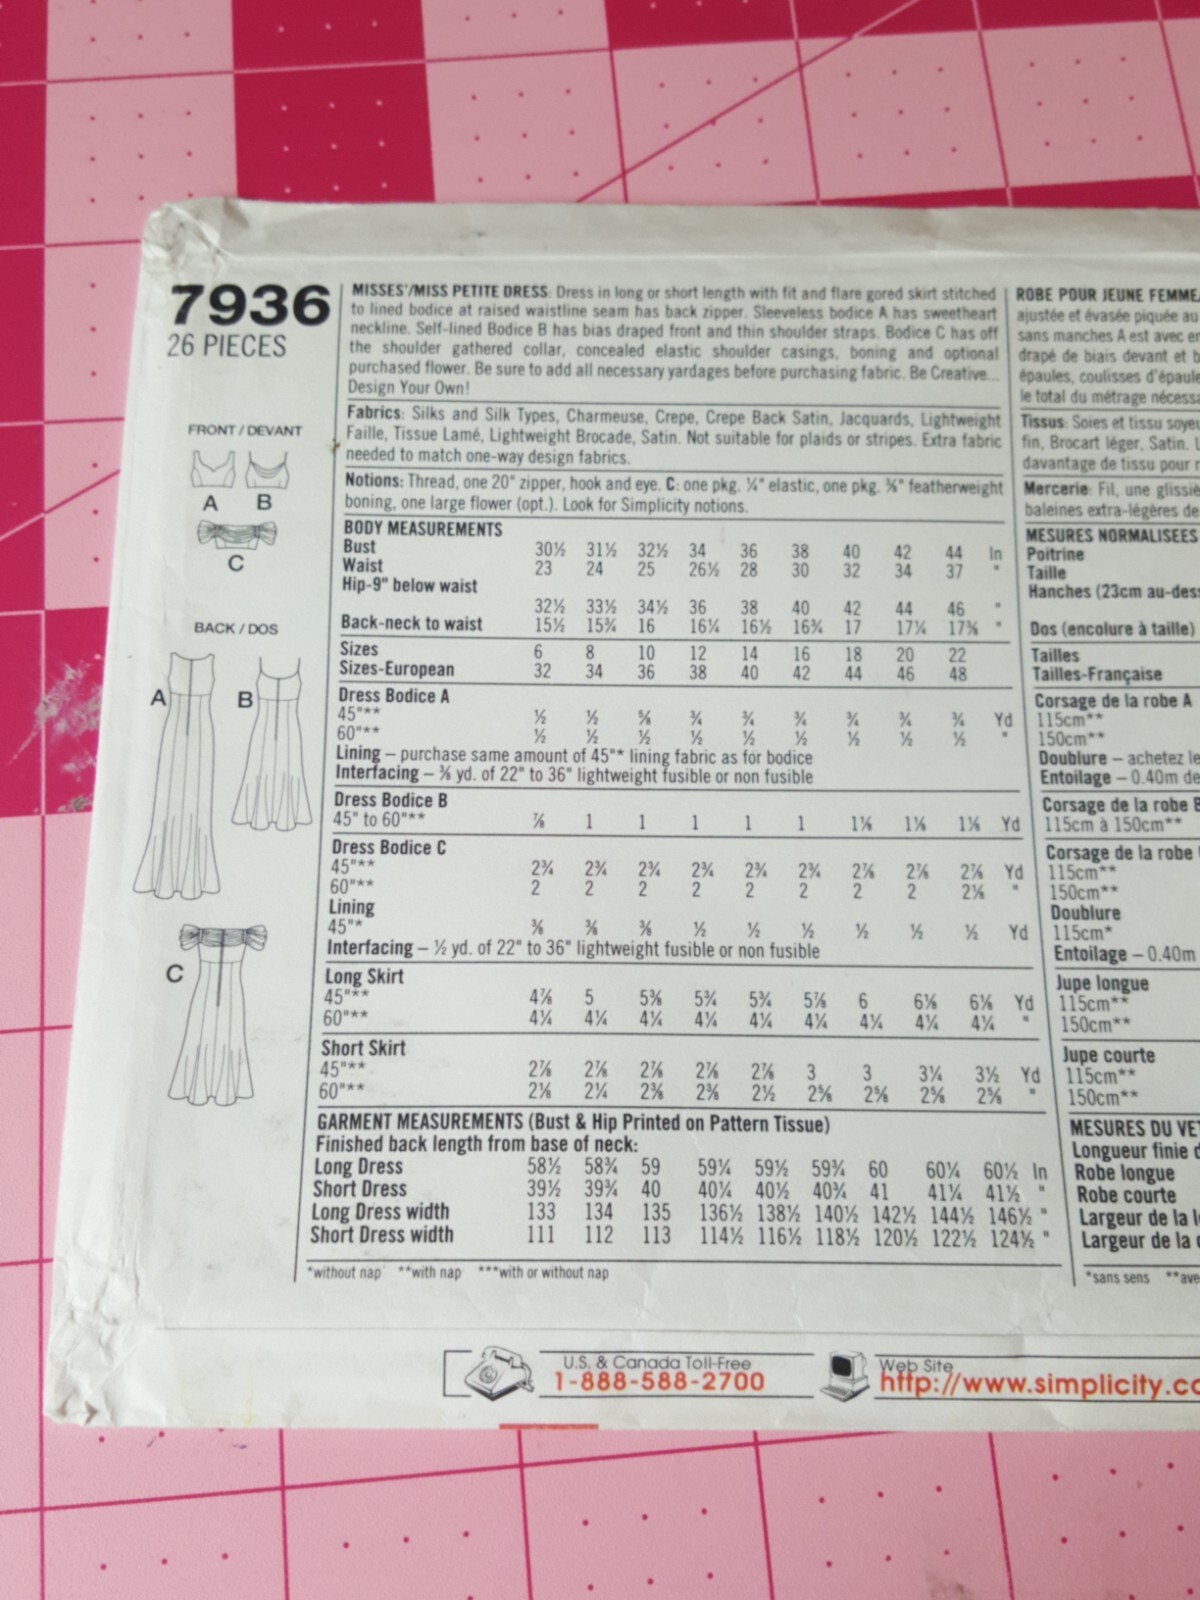 7936
26 PIECES
FRONT / DEVANT
A B
C
BACK / DOS
A B
C
MISSES'/MISS PETITE DRESS: Dress in long or short length with fit and flare gored skirt stitched
to lined bodice at raised waistline seam has back zipper. Sleeveless bodice A has sweetheart
neckline. Self-lined Bodice B has bias draped front and thin shoulder straps. Bodice C has off
the shoulder gathered collar, concealed elastic shoulder casings, boning and optional
purchased flower. Be sure to add all necessary yardages before purchasing fabric. Be Creative...
Design Your Own!
Fabrics: Silks and Silk Types, Charmeuse, Crepe, Crepe Back Satin, Jacquards, Lightweight
Faille, Tissue Lamé, Lightweight Brocade, Satin. Not suitable for plaids or stripes. Extra fabric
needed to match one-way design fabrics.
Notions: Thread, one 20" zipper, hook and eye. C: one pkg. ¼" elastic, one pkg. ⅜" featherweight
boning, one large flower (opt.). Look for Simplicity notions.
BODY MEASUREMENTS
Bust 30½ 31½ 32½ 34 36 38 40 42 44 In
Waist 23 24 25 26½ 28 30 32 34 37 "
Hip-9" below waist
32½ 33½ 34½ 36 38 40 42 44 46 "
Back-neck to waist 15½ 15¾ 16 16¼ 16½ 16¾ 17 17¼ 17⅜ "
Sizes 6 8 10 12 14 16 18 20 22
Sizes-European 32 34 36 38 40 42 44 46 48
Dress Bodice A
45"** ½ ½ ⅝ ¾ ¾ ¾ ¾ ¾ ¾ Yd
60"** ½ ½ ½ ½ ½ ½ ½ ½ ½ "
Lining – purchase same amount of 45"* lining fabric as for bodice
Interfacing – ⅜ yd. of 22" to 36" lightweight fusible or non fusible
Dress Bodice B
45" to 60"** ⅞ 1 1 1 1 1 1⅛ 1⅛ 1⅛ Yd
Dress Bodice C
45"** 2¾ 2¾ 2¾ 2¾ 2¾ 2¾ 2⅞ 2⅞ 2⅞ Yd
60"** 2 2 2 2 2 2 2 2 2⅛ "
Lining
45"* ⅜ ⅜ ⅜ ½ ½ ½ ½ ½ ½ Yd
Interfacing – ½ yd. of 22" to 36" lightweight fusible or non fusible
Long Skirt
45"** 4⅞ 5 5⅜ 5¾ 5¾ 5⅞ 6 6⅛ 6⅛ Yd
60"** 4¼ 4¼ 4¼ 4¼ 4¼ 4¼ 4¼ 4¼ 4¼ "
Short Skirt
45"** 2⅞ 2⅞ 2⅞ 2⅞ 2⅞ 3 3 3¼ 3½ Yd
60"** 2⅛ 2¼ 2⅜ 2⅜ 2½ 2⅝ 2⅝ 2⅝ 2⅝ "
GARMENT MEASUREMENTS (Bust & Hip Printed on Pattern Tissue)
Finished back length from base of neck:
Long Dress 58½ 58¾ 59 59¼ 59½ 59¾ 60 60¼ 60½ In
Short Dress 39½ 39¾ 40 40¼ 40½ 40¾ 41 41¼ 41½ "
Long Dress width 133 134 135 136½ 138½ 140½ 142½ 144½ 146½ "
Short Dress width 111 112 113 114½ 116½ 118½ 120½ 122½ 124½ "
*without nap **with nap ***with or without nap
ROBE POUR JEUNE FEMME/
ajustée et évasée piquée au
sans manches A est avec en
drapé de biais devant et b
épaules, coulisses d'épaule
le total du métrage nécessa
Tissus: Soies et tissu soyeu
fin, Brocart léger, Satin. L
davantage de tissu pour r
Mercerie: Fil, une glissiè
baleines extra-légères de
MESURES NORMALISEES
Poitrine
Taille
Hanches (23cm au-dess
Dos (encolure à taille)
Tailles
Tailles-Française
Corsage de la robe A
115cm**
150cm**
Doublure – achetez le
Entoilage – 0.40m de
Corsage de la robe B
115cm à 150cm**
Corsage de la robe
115cm**
150cm**
Doublure
115cm*
Entoilage – 0.40m
Jupe longue
115cm**
150cm**
Jupe courte
115cm**
150cm**
MESURES DU VET
Longueur finie d
Robe longue
Robe courte
Largeur de la l
Largeur de la
*sans sens **ave
U.S. & Canada Toll-Free
1-888-588-2700
Web Site
http://www.simplicity.co